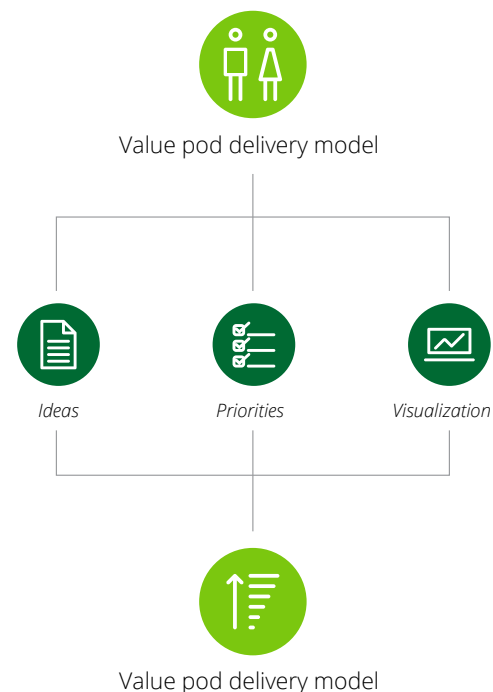 Value pod delivery model
Ideas
Priorities
Visualization
Value pod delivery model